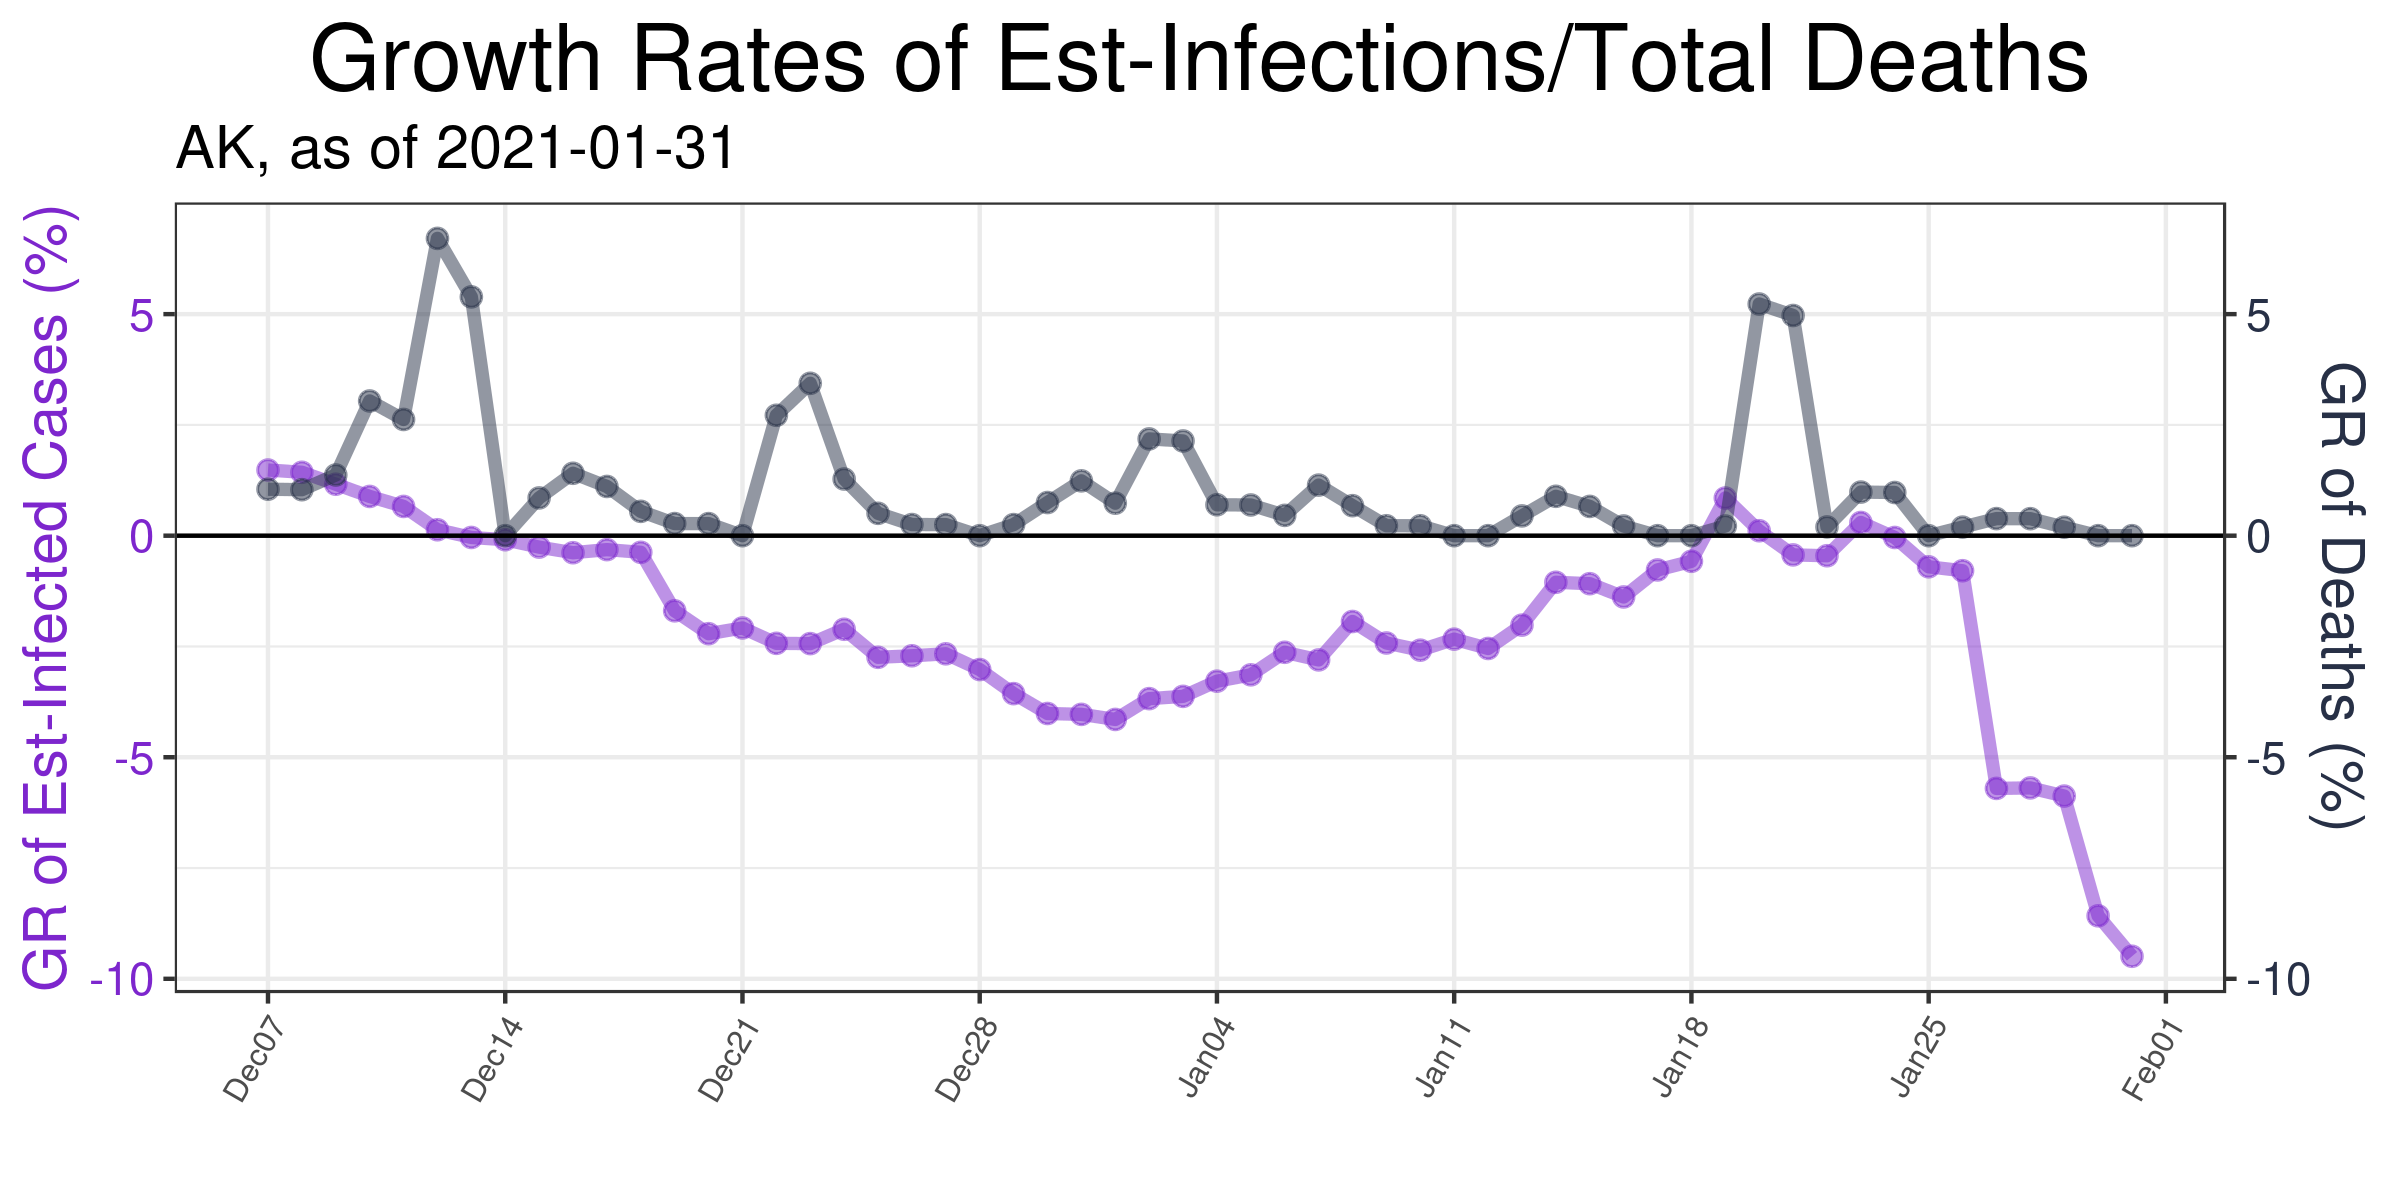 Growth Rates of Est-Infections/Total Deaths
AK, as of 2021-01-31
GR of Est-Infected Cases (%)
5
0
-5
-10
5
0
-5
-10
GR of Deaths (%)
Dec07
Dec14
Dec21
Dec28
Jan04
Jan11
Jan18
Jan25
Feb01